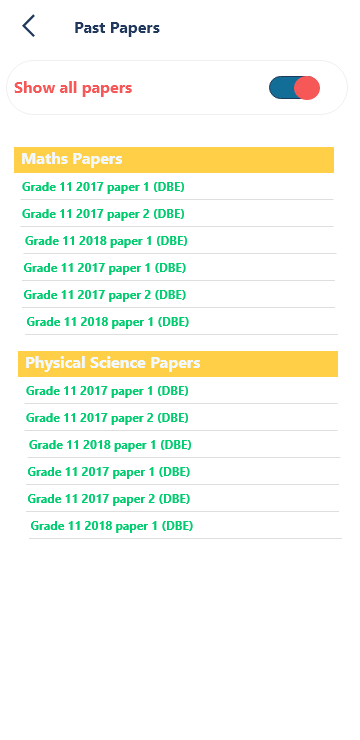 Past Papers
Show all papers
Maths Papers
Grade 11 2017 paper 1 (DBE)
Grade 11 2017 paper 2 (DBE)
Grade 11 2018 paper 1 (DBE)
Grade 11 2017 paper 1 (DBE)
Grade 11 2017 paper 2 (DBE)
Grade 11 2018 paper 1 (DBE)
Physical Science Papers
Grade 11 2017 paper 1 (DBE)
Grade 11 2017 paper 2 (DBE)
Grade 11 2018 paper 1 (DBE)
Grade 11 2017 paper 1 (DBE)
Grade 11 2017 paper 2 (DBE)
Grade 11 2018 paper 1 (DBE)